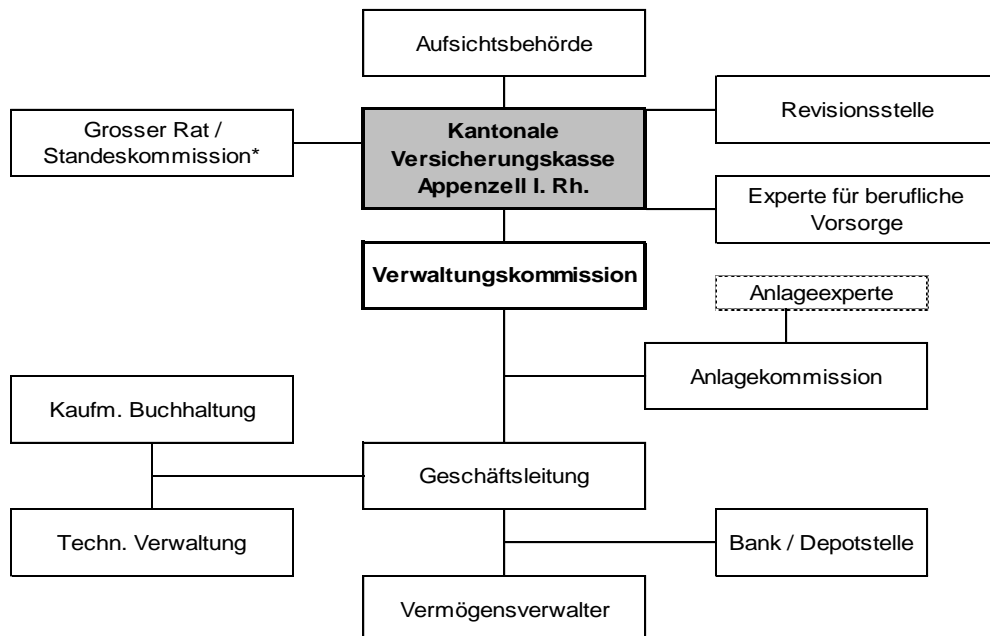 Aufsichtsbehörde
Revisionsstelle
Grosser Rat /
Standeskommission*
Kantonale
Versicherungskasse
Appenzell I. Rh.
Experte für berufliche
Vorsorge
Verwaltungskommission
Anlageexperte
Anlagekommission
Kaufm. Buchhaltung
Geschäftsleitung
Techn. Verwaltung
Bank / Depotstelle
Vermögensverwalter